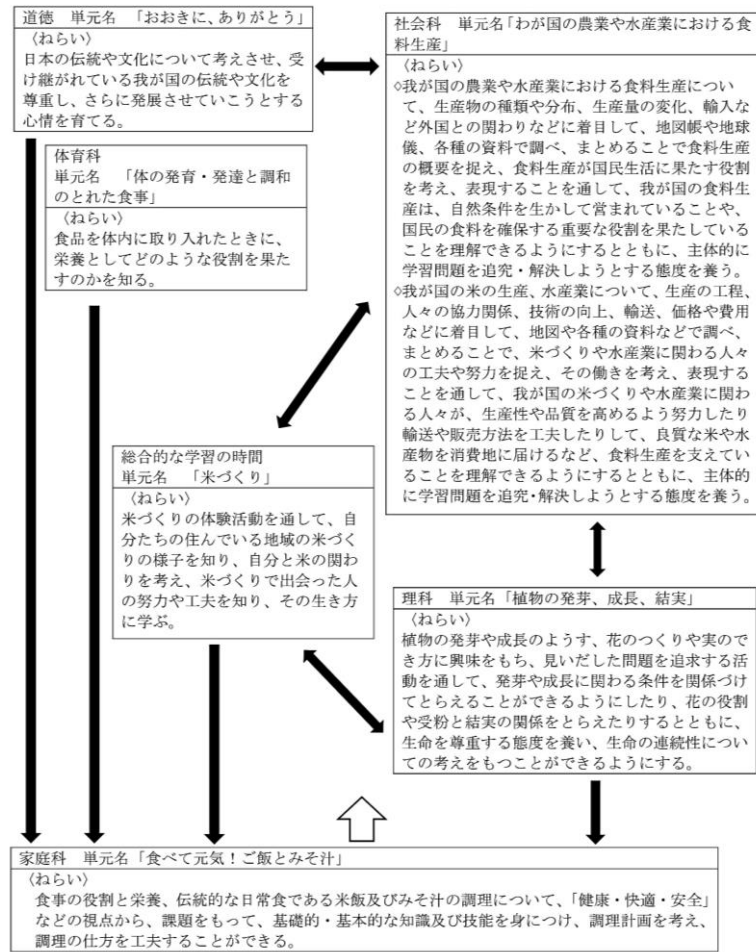 道徳　単元名「おおきに、ありがとう」
〈ねらい〉
日本の伝統や文化について考えさせ、受
け継がれている我が国の伝統や文化を
尊重し、さらに発展させていこうとする
心情を育てる。
体育科
単元名　「体の発育・発達と調和
のとれた食事」
〈ねらい〉
食品を体内に取り入れたときに、
栄養としてどのような役割を果た
すのかを知る。
社会科　単元名「わが国の農業や水産業における食
料生産」
〈ねらい〉
◇我が国の農業や水産業における食料生産につい
て、生産物の種類や分布、生産量の変化、輸入な
ど外国との関わりなどに着目して、地図帳や地球
儀、各種の資料で調べ、まとめることで食料生産
の概要を捉え、食料生産が国民生活に果たす役割
を考え、表現することを通して、我が国の食料生
産は、自然条件を生かして営まれていることや、
国民の食料を確保する重要な役割を果たしている
ことを理解できるようにするとともに、主体的に
学習問題を追究・解決しようとする態度を養う。
◇我が国の米の生産、水産業について、生産の工程、
人々の協力関係、技術の向上、輸送、価格や費用
などに着目して、地図や各種の資料などで調べ、
まとめることで、米づくりや水産業に関わる人々
の工夫や努力を捉え、その働きを考え、表現する
ことを通して、我が国の米づくりや水産業に関わ
る人々が、生産性や品質を高めるよう努力したり
輸送や販売方法を工夫したりして、良質な米や水
産物を消費地に届けるなど、食料生産を支えてい
ることを理解できるようにするとともに、主体的
に学習問題を追究・解決しようとする態度を養う。
総合的な学習の時間
単元名　「米づくり」
〈ねらい〉
米づくりの体験活動を通して、自
分たちの住んでいる地域の米づく
りの様子を知り、自分と米の関わ
りを考え、米づくりで出会った人
の努力や工夫を知り、その生き方
に学ぶ。
理科　単元名「植物の発芽、成長、結実」
〈ねらい〉
植物の発芽や成長のようす、花のつくりや実ので
き方に興味をもち、見いだした問題を追求する活
動を通して、発芽や成長に関わる条件を関係づけ
てとらえることができるようにしたり、花の役割
や受粉と結実の関係をとらえたりするとともに、
生命を尊重する態度を養い、生命の連続性につい
ての考えをもつことができるようにする。
家庭科　単元名「食べて元気！ご飯とみそ汁」
〈ねらい〉
食事の役割と栄養、伝統的な日常食である米飯及びみそ汁の調理について、「健康・快適・安全」
などの視点から、課題をもって、基礎的・基本的な知識及び技能を身につけ、調理計画を考え、
調理の仕方を工夫することができる。